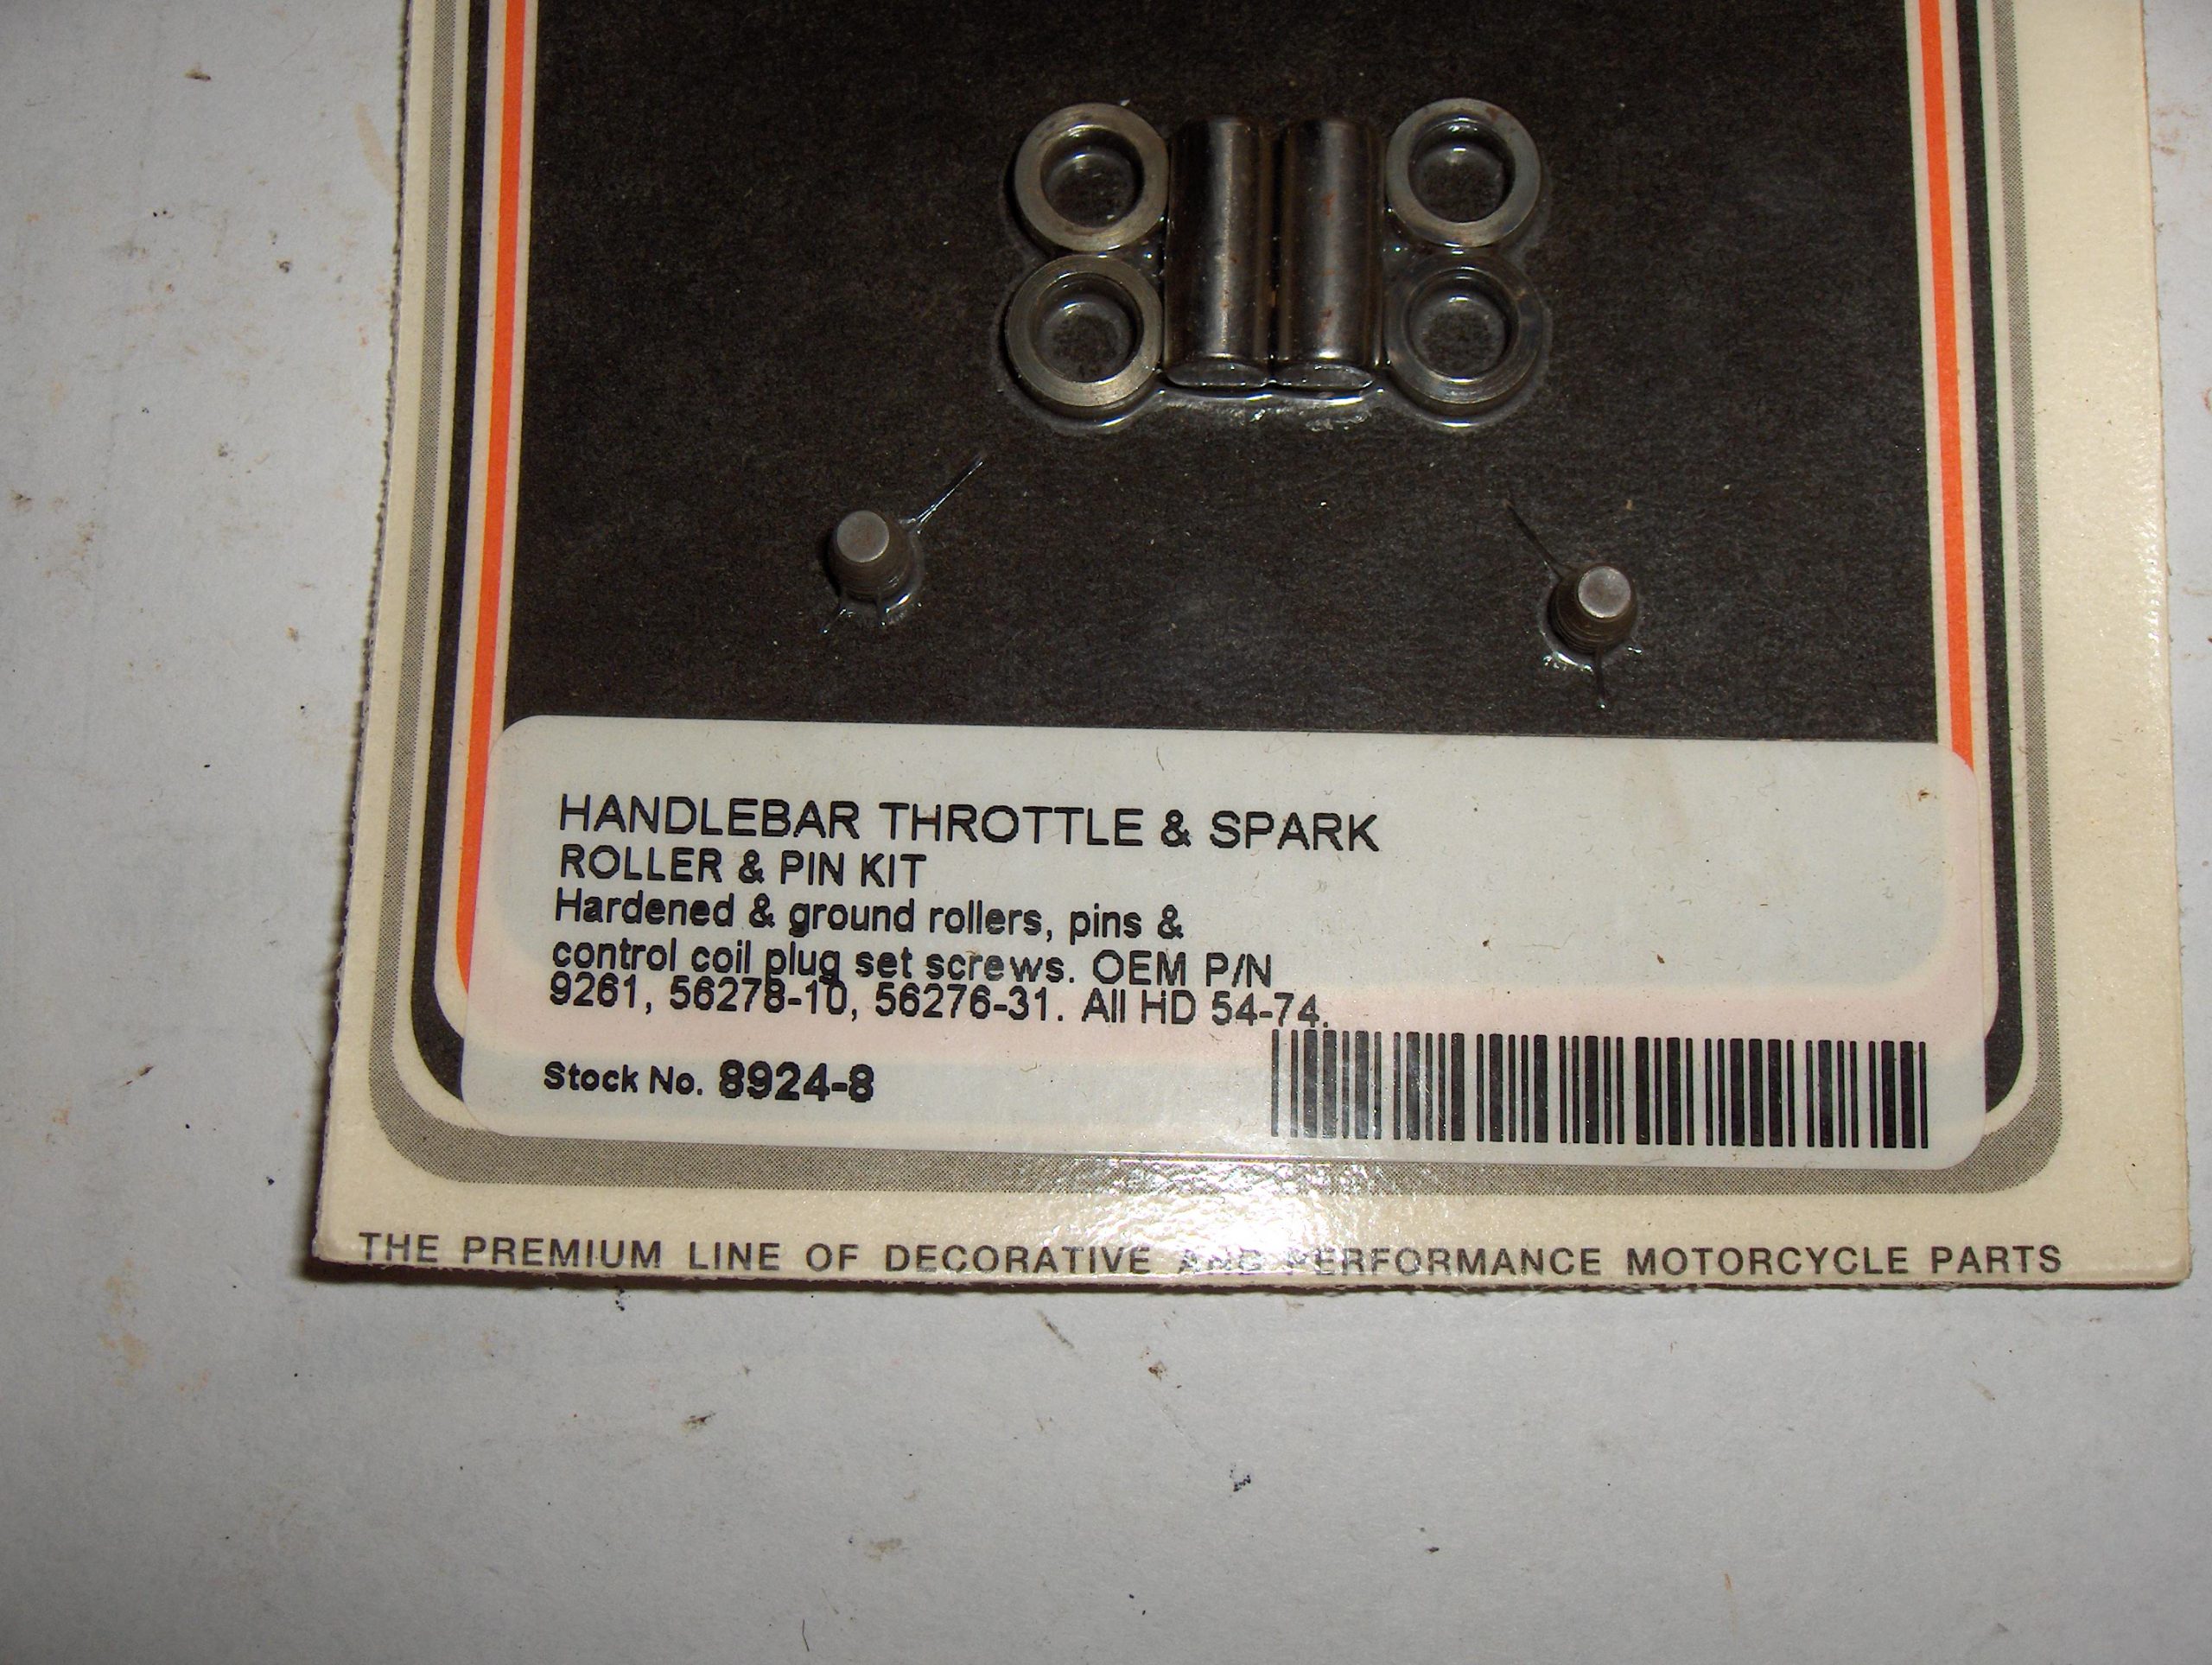 HANDLEBAR THROTTLE & SPARK
ROLLER & PIN KIT
Hardened & ground rollers, pins &
control coil plug set screws. OEM P/N
9261, 56278-10, 56276-31. All HD 54-74.
Stock No. 8924-8
THE PREMIUM LINE OF DECORATIVE AND PERFORMANCE MOTORCYCLE PARTS